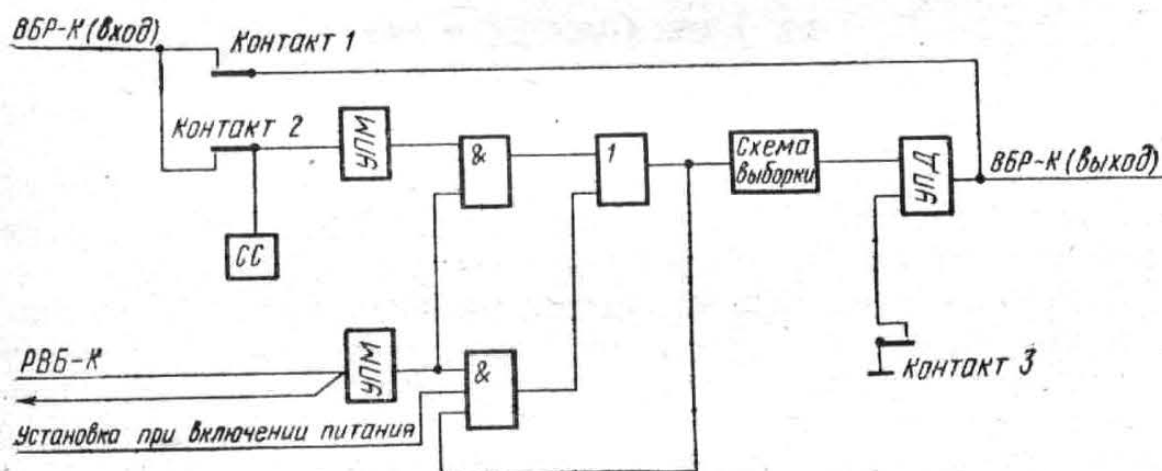 ВБР-К (вход)
Контакт 1
Контакт 2
УПМ
&
1
Схема
выборки
УПД
ВБР-К (выход)
СС
РВБ-К
УПМ
&
Контакт 3
Установка при включении питания